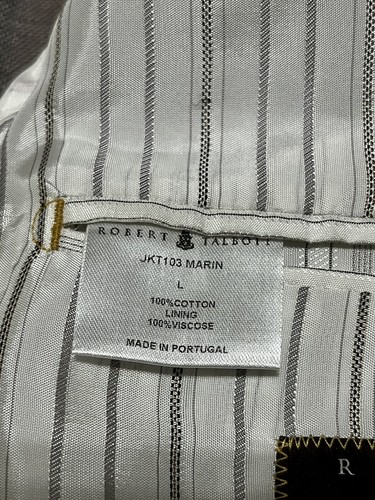 ROBERT TALBOTT
JKT103 MARIN
L
100%COTTON
LINING
100%VISCOSE
MADE IN PORTUGAL
R